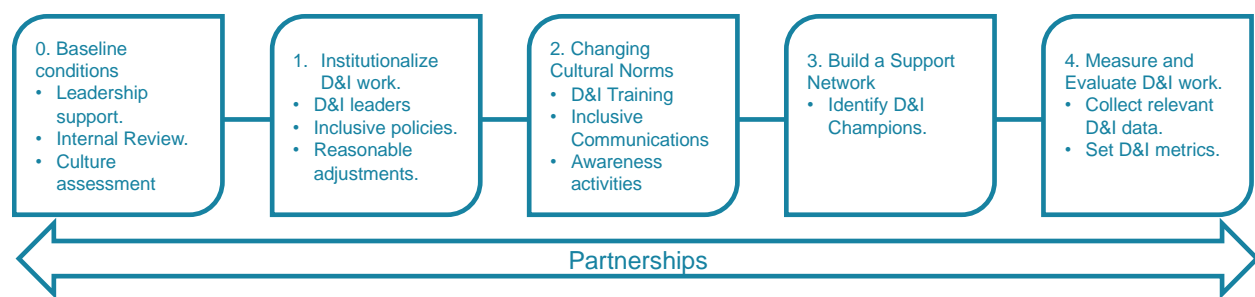 0. Baseline
conditions
• Leadership
support.
• Internal Review.
• Culture
assessment
1. Institutionalize
D&I work.
• D&I leaders
• Inclusive policies.
• Reasonable
adjustments.
2. Changing
Cultural Norms
• D&I Training
• Inclusive
Communications
• Awareness
activities
3. Build a Support
Network
• Identify D&I
Champions.
4. Measure and
Evaluate D&I work.
• Collect relevant
D&I data.
• Set D&I metrics.
Partnerships